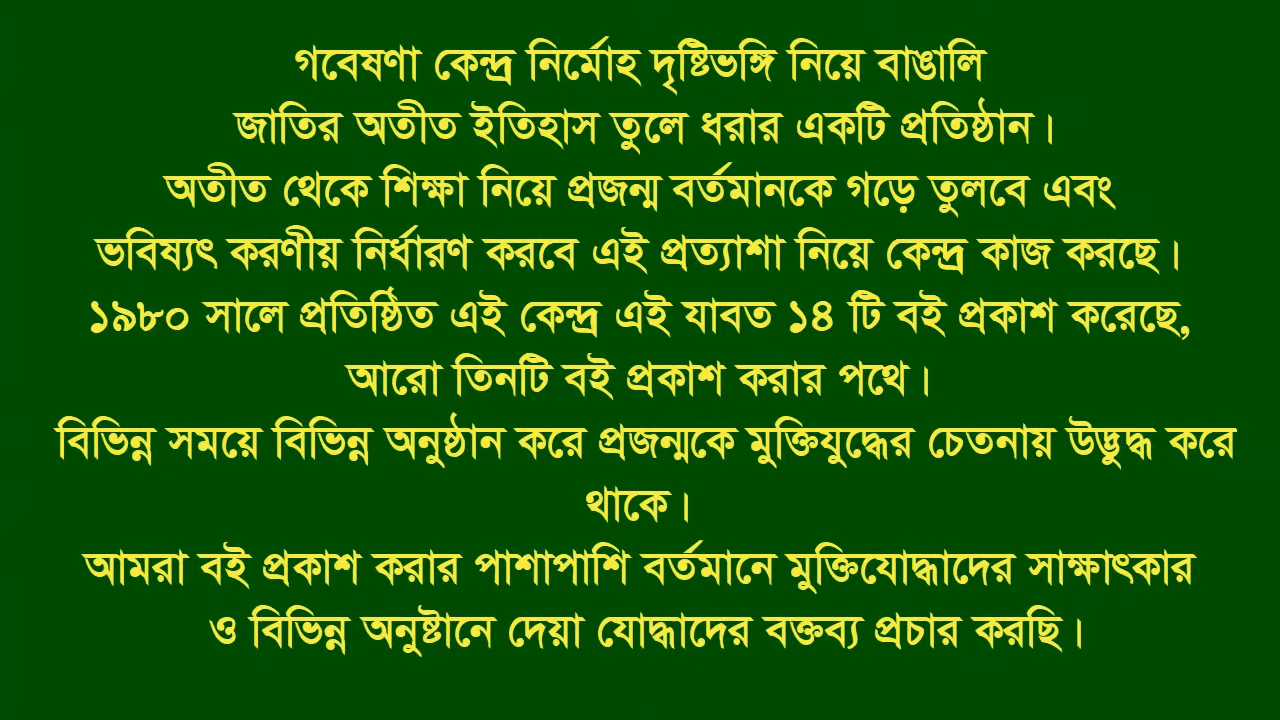 গবেষণা কেন্দ্র নির্মোহ দৃষ্টিভঙ্গি নিয়ে বাঙালি
জাতির অতীত ইতিহাস তুলে ধরার একটি প্রতিষ্ঠান।
অতীত থেকে শিক্ষা নিয়ে প্রজন্ম বর্তমানকে গড়ে তুলবে এবং
ভবিষ্যৎ করণীয় নির্ধারণ করবে এই প্রত্যাশা নিয়ে কেন্দ্র কাজ করছে।
১৯৮০ সালে প্রতিষ্ঠিত এই কেন্দ্র এই যাবত ১৪ টি বই প্রকাশ করেছে,
আরো তিনটি বই প্রকাশ করার পথে।
বিভিন্ন সময়ে বিভিন্ন অনুষ্ঠান করে প্রজন্মকে মুক্তিযুদ্ধের চেতনায় উদ্ভুদ্ধ করে
থাকে।
আমরা বই প্রকাশ করার পাশাপাশি বর্তমানে মুক্তিযোদ্ধাদের সাক্ষাৎকার
ও বিভিন্ন অনুষ্টানে দেয়া যোদ্ধাদের বক্তব্য প্রচার করছি।